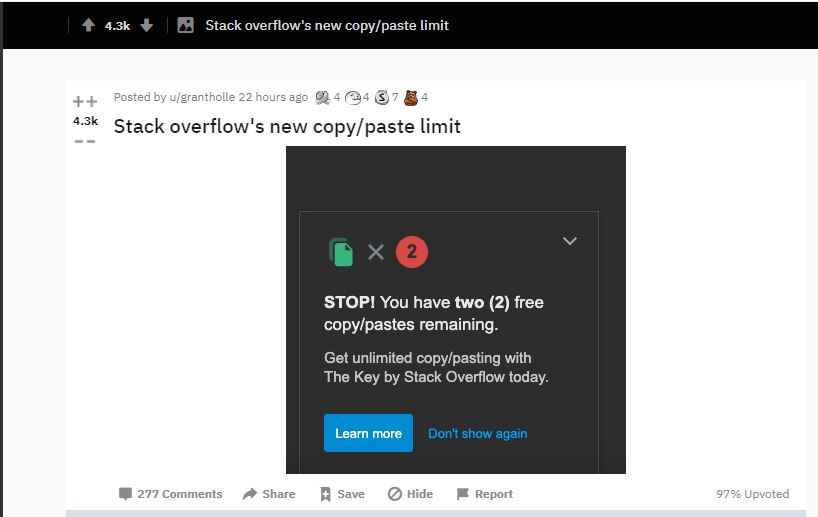 4.3k Stack overflow's new copy/paste limit
Posted by u/grantholle 22 hours ago 4 4 S 7 4
++
4.3k
Stack overflow's new copy/paste limit
--
2
STOP! You have two (2) free
copy/pastes remaining.
Get unlimited copy/pasting with
The Key by Stack Overflow today.
Learn more Don't show again
277 Comments Share Save Hide Report 97% Upvoted